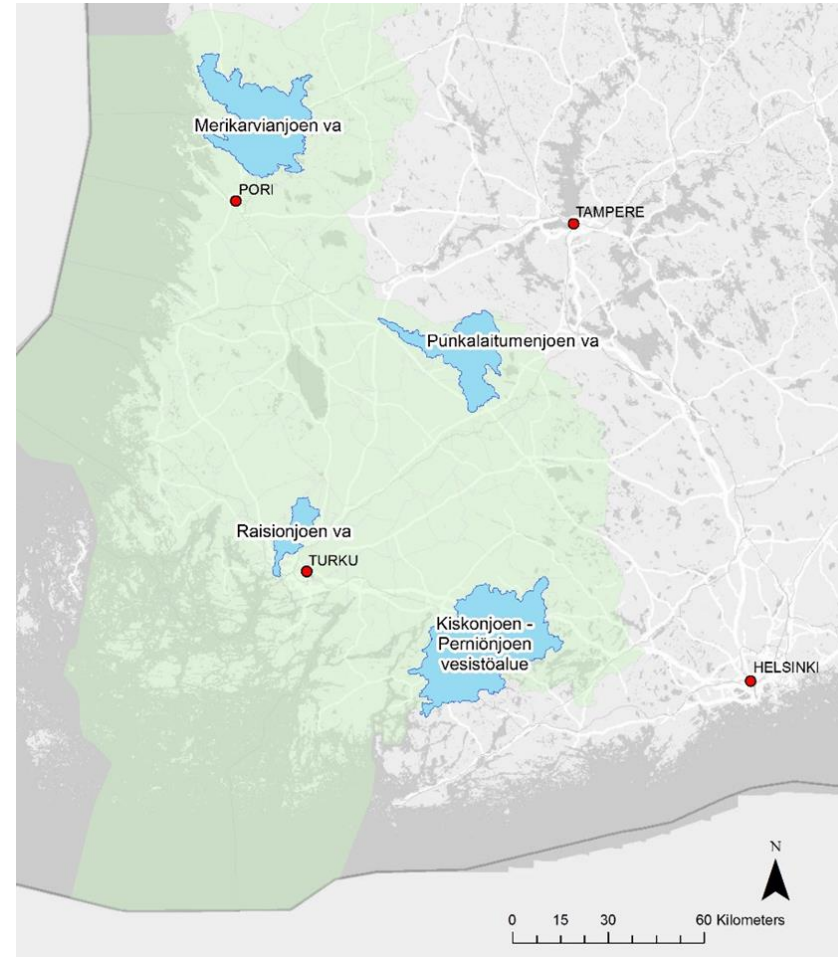 Merikarvianjoen va
PORI
TAMPERE
Punkalaitumenjoen va
Raisionjoen va
TURKU
Kiskonjoen -
Perniönjoen
vesistöalue
HELSINKI
N
0 15 30 60 Kilometers